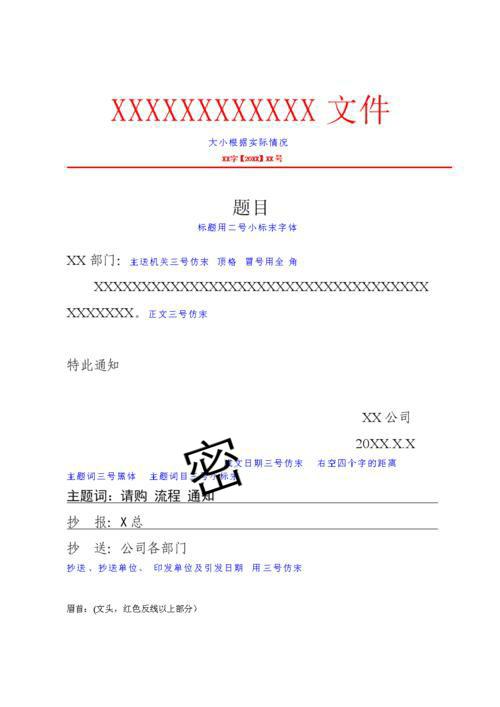 XXXXXXXXXXXX 文件
大小根据实际情况
XX字【20XX】XX号
题目
标题用二号小标宋字体
XX 部门：主送机关三号仿宋 顶格 冒号用全 角
XXXXXXXXXXXXXXXXXXXXXXXXXXXXXXXXXXX
XXXXXXX。正文三号仿宋
特此通知
XX 公司
20XX.X.X
密
文日期三号仿宋 右空四个字的距离
主题词三号黑体 主题词目三号小标宋
主题词：请购 流程 通知
抄 报：X 总
抄 送：公司各部门
抄送 、抄送单位、 印发单位及引发日期 用三号仿宋
眉首：(文头，红色反线以上部分）